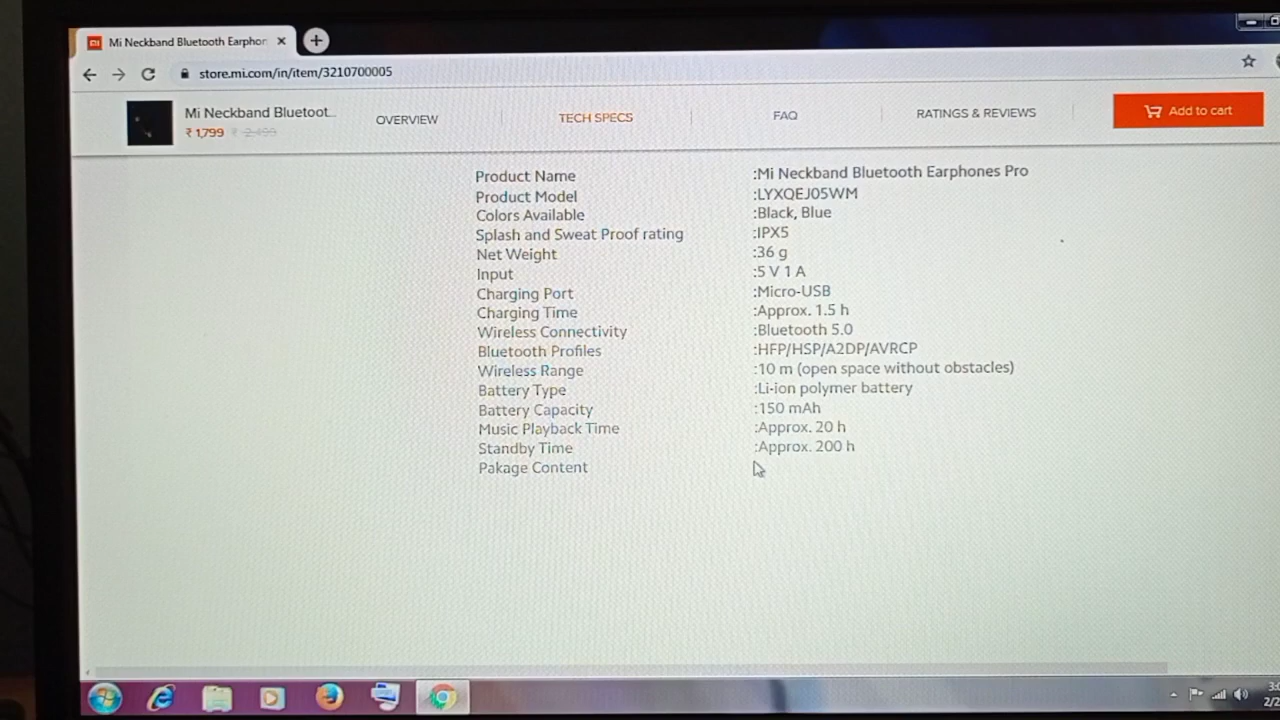 Mi Neckband Bluetooth Earphor
store.mi.com/in/item/3210700005
Mi Neckband Bluetoot...
₹ 1,799 ₹ 2,499
OVERVIEW
TECH SPECS
FAQ
RATINGS & REVIEWS
Add to cart
Product Name :Mi Neckband Bluetooth Earphones Pro
Product Model :LYXQEJ05WM
Colors Available :Black, Blue
Splash and Sweat Proof rating :IPX5
Net Weight :36 g
Input :5 V 1 A
Charging Port :Micro-USB
Charging Time :Approx. 1.5 h
Wireless Connectivity :Bluetooth 5.0
Bluetooth Profiles :HFP/HSP/A2DP/AVRCP
Wireless Range :10 m (open space without obstacles)
Battery Type :Li-ion polymer battery
Battery Capacity :150 mAh
Music Playback Time :Approx. 20 h
Standby Time :Approx. 200 h
Pakage Content